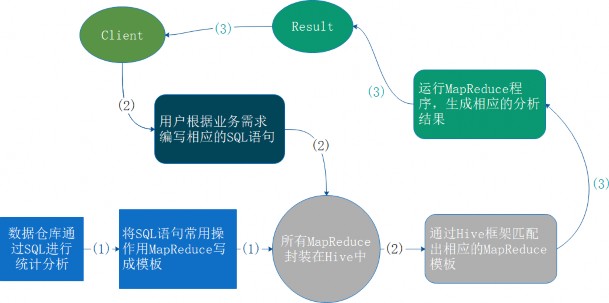 Client
(3)
Result
(2)
用户根据业务需求
编写相应的SQL语句
(2)
(3)
运行MapReduce程
序，生成相应的分析
结果
(3)
数据仓库通
过SQL进行
统计分析
(1)
将SQL语句常用操
作用MapReduce写
成模板
(1)
所有MapReduce
封装在Hive中
(2)
通过Hive框架匹配
出相应的MapReduce
模板